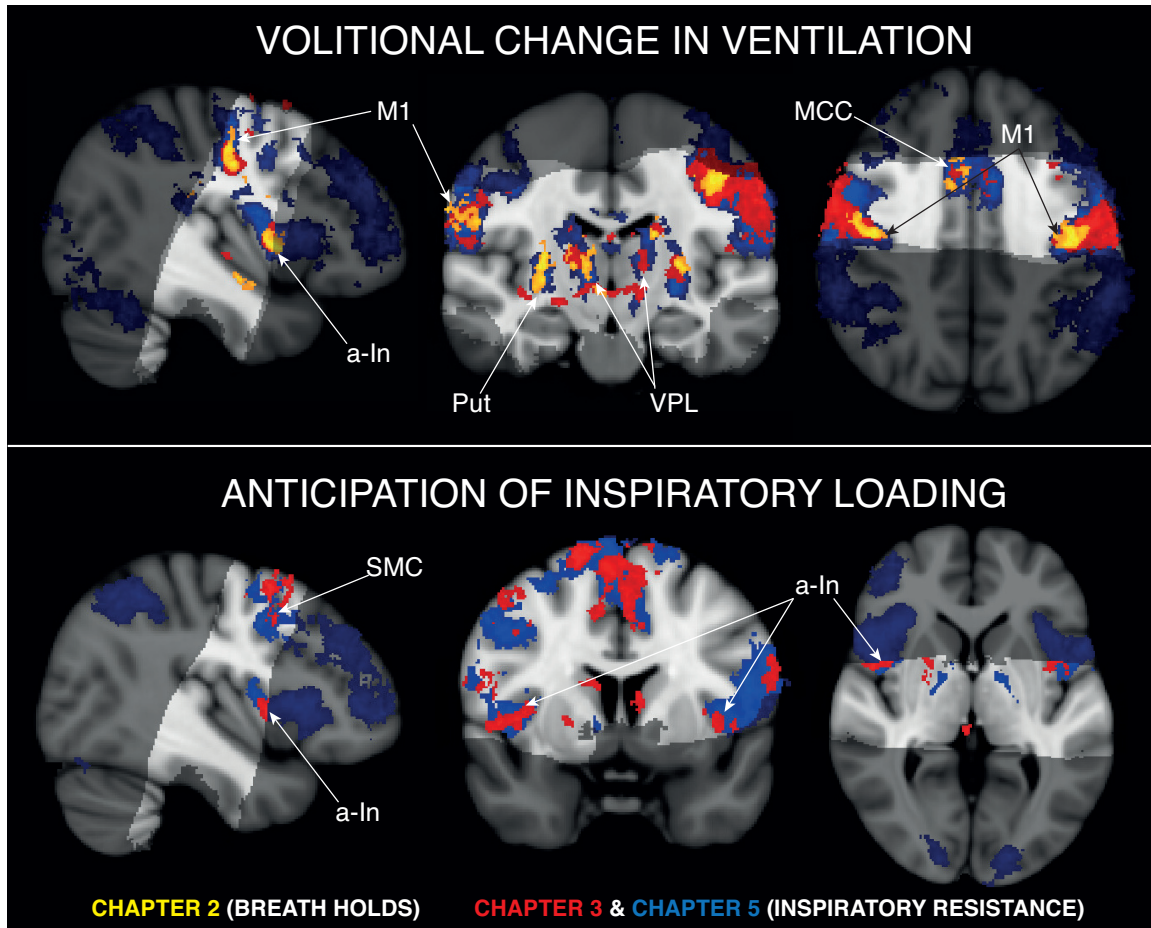 VOLITIONAL CHANGE IN VENTILATION
M1
MCC
M1
a-In
Put
VPL
ANTICIPATION OF INSPIRATORY LOADING
SMC
a-In
a-In
CHAPTER 2 (BREATH HOLDS)
CHAPTER 3 & CHAPTER 5 (INSPIRATORY RESISTANCE)